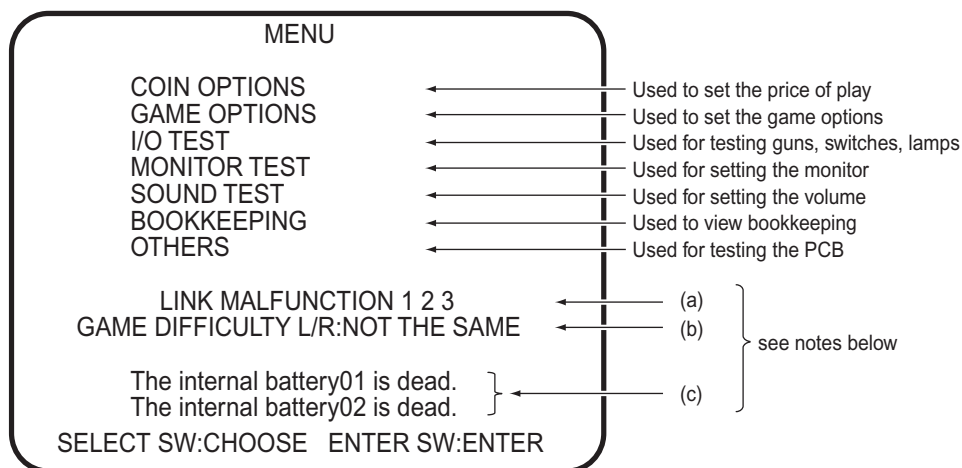 MENU
COIN OPTIONS
Used to set the price of play
GAME OPTIONS
Used to set the game options
I/O TEST
Used for testing guns, switches, lamps
MONITOR TEST
Used for setting the monitor
SOUND TEST
Used for setting the volume
BOOKKEEPING
Used to view bookkeeping
OTHERS
Used for testing the PCB
LINK MALFUNCTION 1 2 3
(a)
GAME DIFFICULTY L/R:NOT THE SAME
(b)
see notes below
The internal battery01 is dead.
The internal battery02 is dead.
(c)
SELECT SW:CHOOSE ENTER SW:ENTER